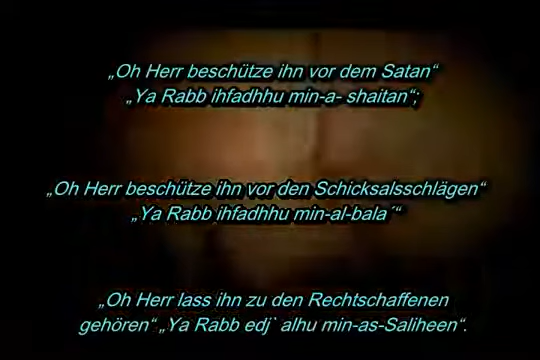 „Oh Herr beschütze ihn vor dem Satan“
„Ya Rabb ihfadhhu min-a- shaitan“;
„Oh Herr beschütze ihn vor den Schicksalsschlägen“
„Ya Rabb ihfadhhu min-al-bala´“
„Oh Herr lass ihn zu den Rechtschaffenen
gehören“ „Ya Rabb edj` alhu min-as-Saliheen“.